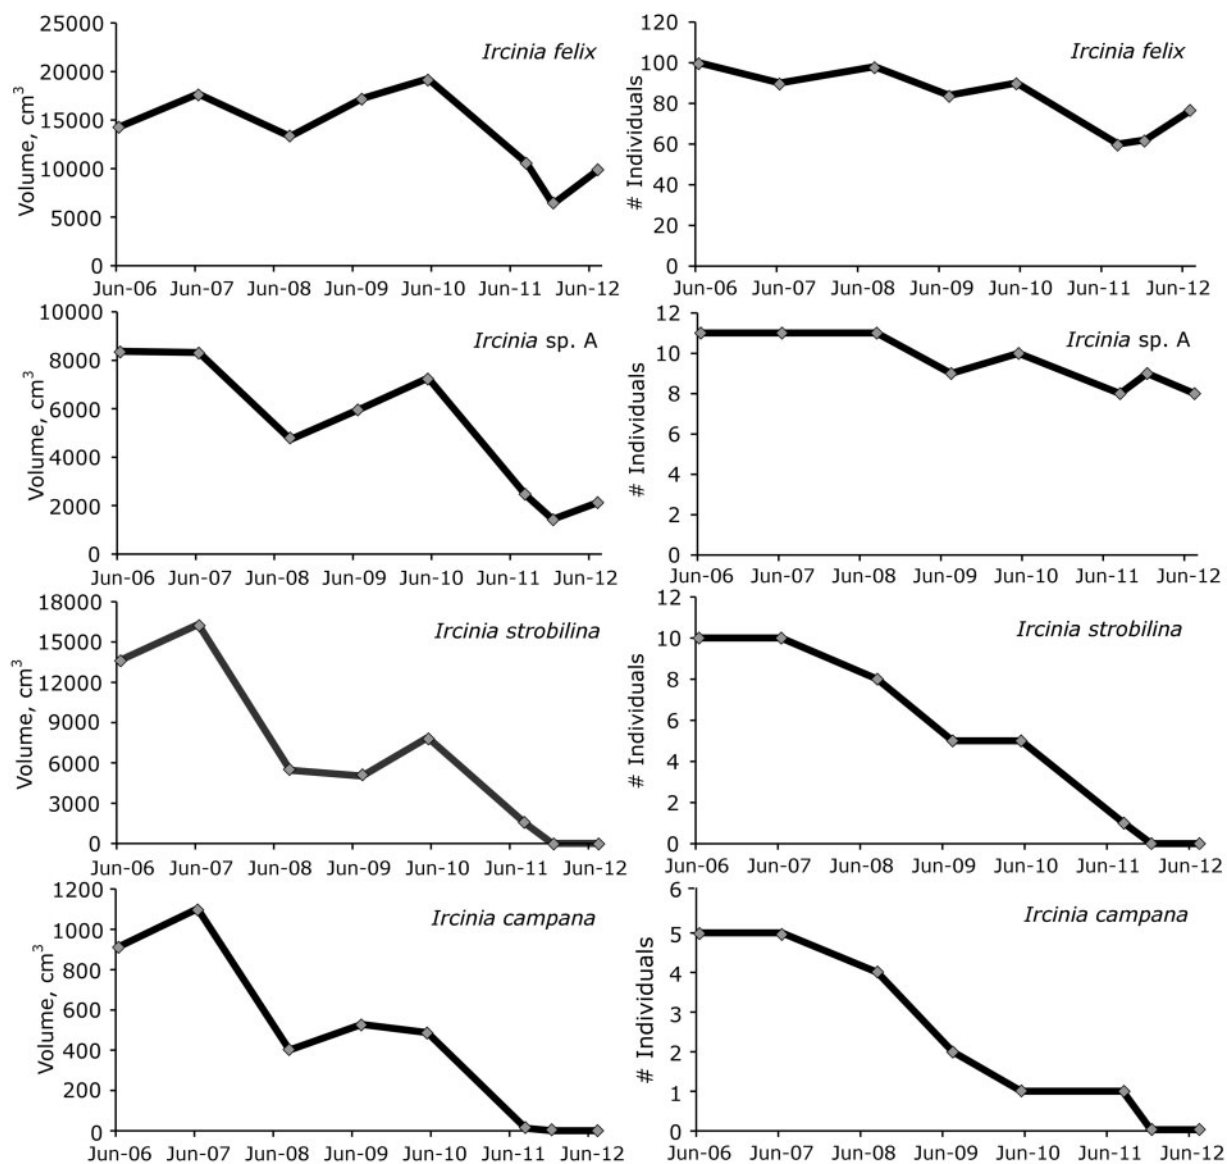 25000
20000
15000
10000
5000
0
Volume, cm³
Ircinia felix
Jun-06 Jun-07 Jun-08 Jun-09 Jun-10 Jun-11 Jun-12
120
100
80
60
40
20
0
# Individuals
Ircinia felix
Jun-06 Jun-07 Jun-08 Jun-09 Jun-10 Jun-11 Jun-12
10000
8000
6000
4000
2000
0
Volume, cm³
Ircinia sp. A
Jun-06 Jun-07 Jun-08 Jun-09 Jun-10 Jun-11 Jun-12
12
10
8
6
4
2
0
# Individuals
Ircinia sp. A
Jun-06 Jun-07 Jun-08 Jun-09 Jun-10 Jun-11 Jun-12
18000
15000
12000
9000
6000
3000
0
Volume, cm³
Ircinia strobilina
Jun-06 Jun-07 Jun-08 Jun-09 Jun-10 Jun-11 Jun-12
12
10
8
6
4
2
0
# Individuals
Ircinia strobilina
Jun-06 Jun-07 Jun-08 Jun-09 Jun-10 Jun-11 Jun-12
1200
1000
800
600
400
200
0
Volume, cm³
Ircinia campana
Jun-06 Jun-07 Jun-08 Jun-09 Jun-10 Jun-11 Jun-12
6
5
4
3
2
1
0
# Individuals
Ircinia campana
Jun-06 Jun-07 Jun-08 Jun-09 Jun-10 Jun-11 Jun-12